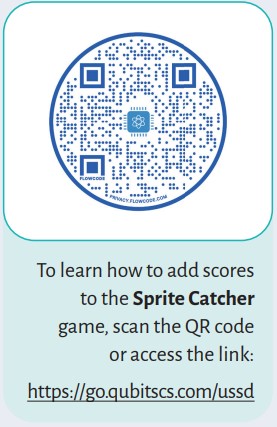 FLOWCODE
PRIVACY.FLOWCODE.COM
To learn how to add scores
to the Sprite Catcher
game, scan the QR code
or access the link:
https://go.qubitscs.com/ussd